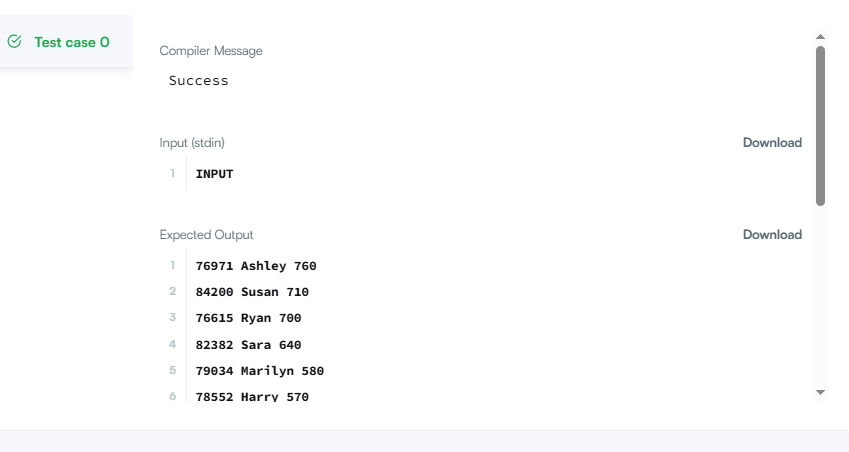 Test case 0
Compiler Message
Success
Input (stdin)
Download
1 INPUT
Expected Output
Download
1 76971 Ashley 760
2 84200 Susan 710
3 76615 Ryan 700
4 82382 Sara 640
5 79034 Marilyn 580
6 78552 Harry 570